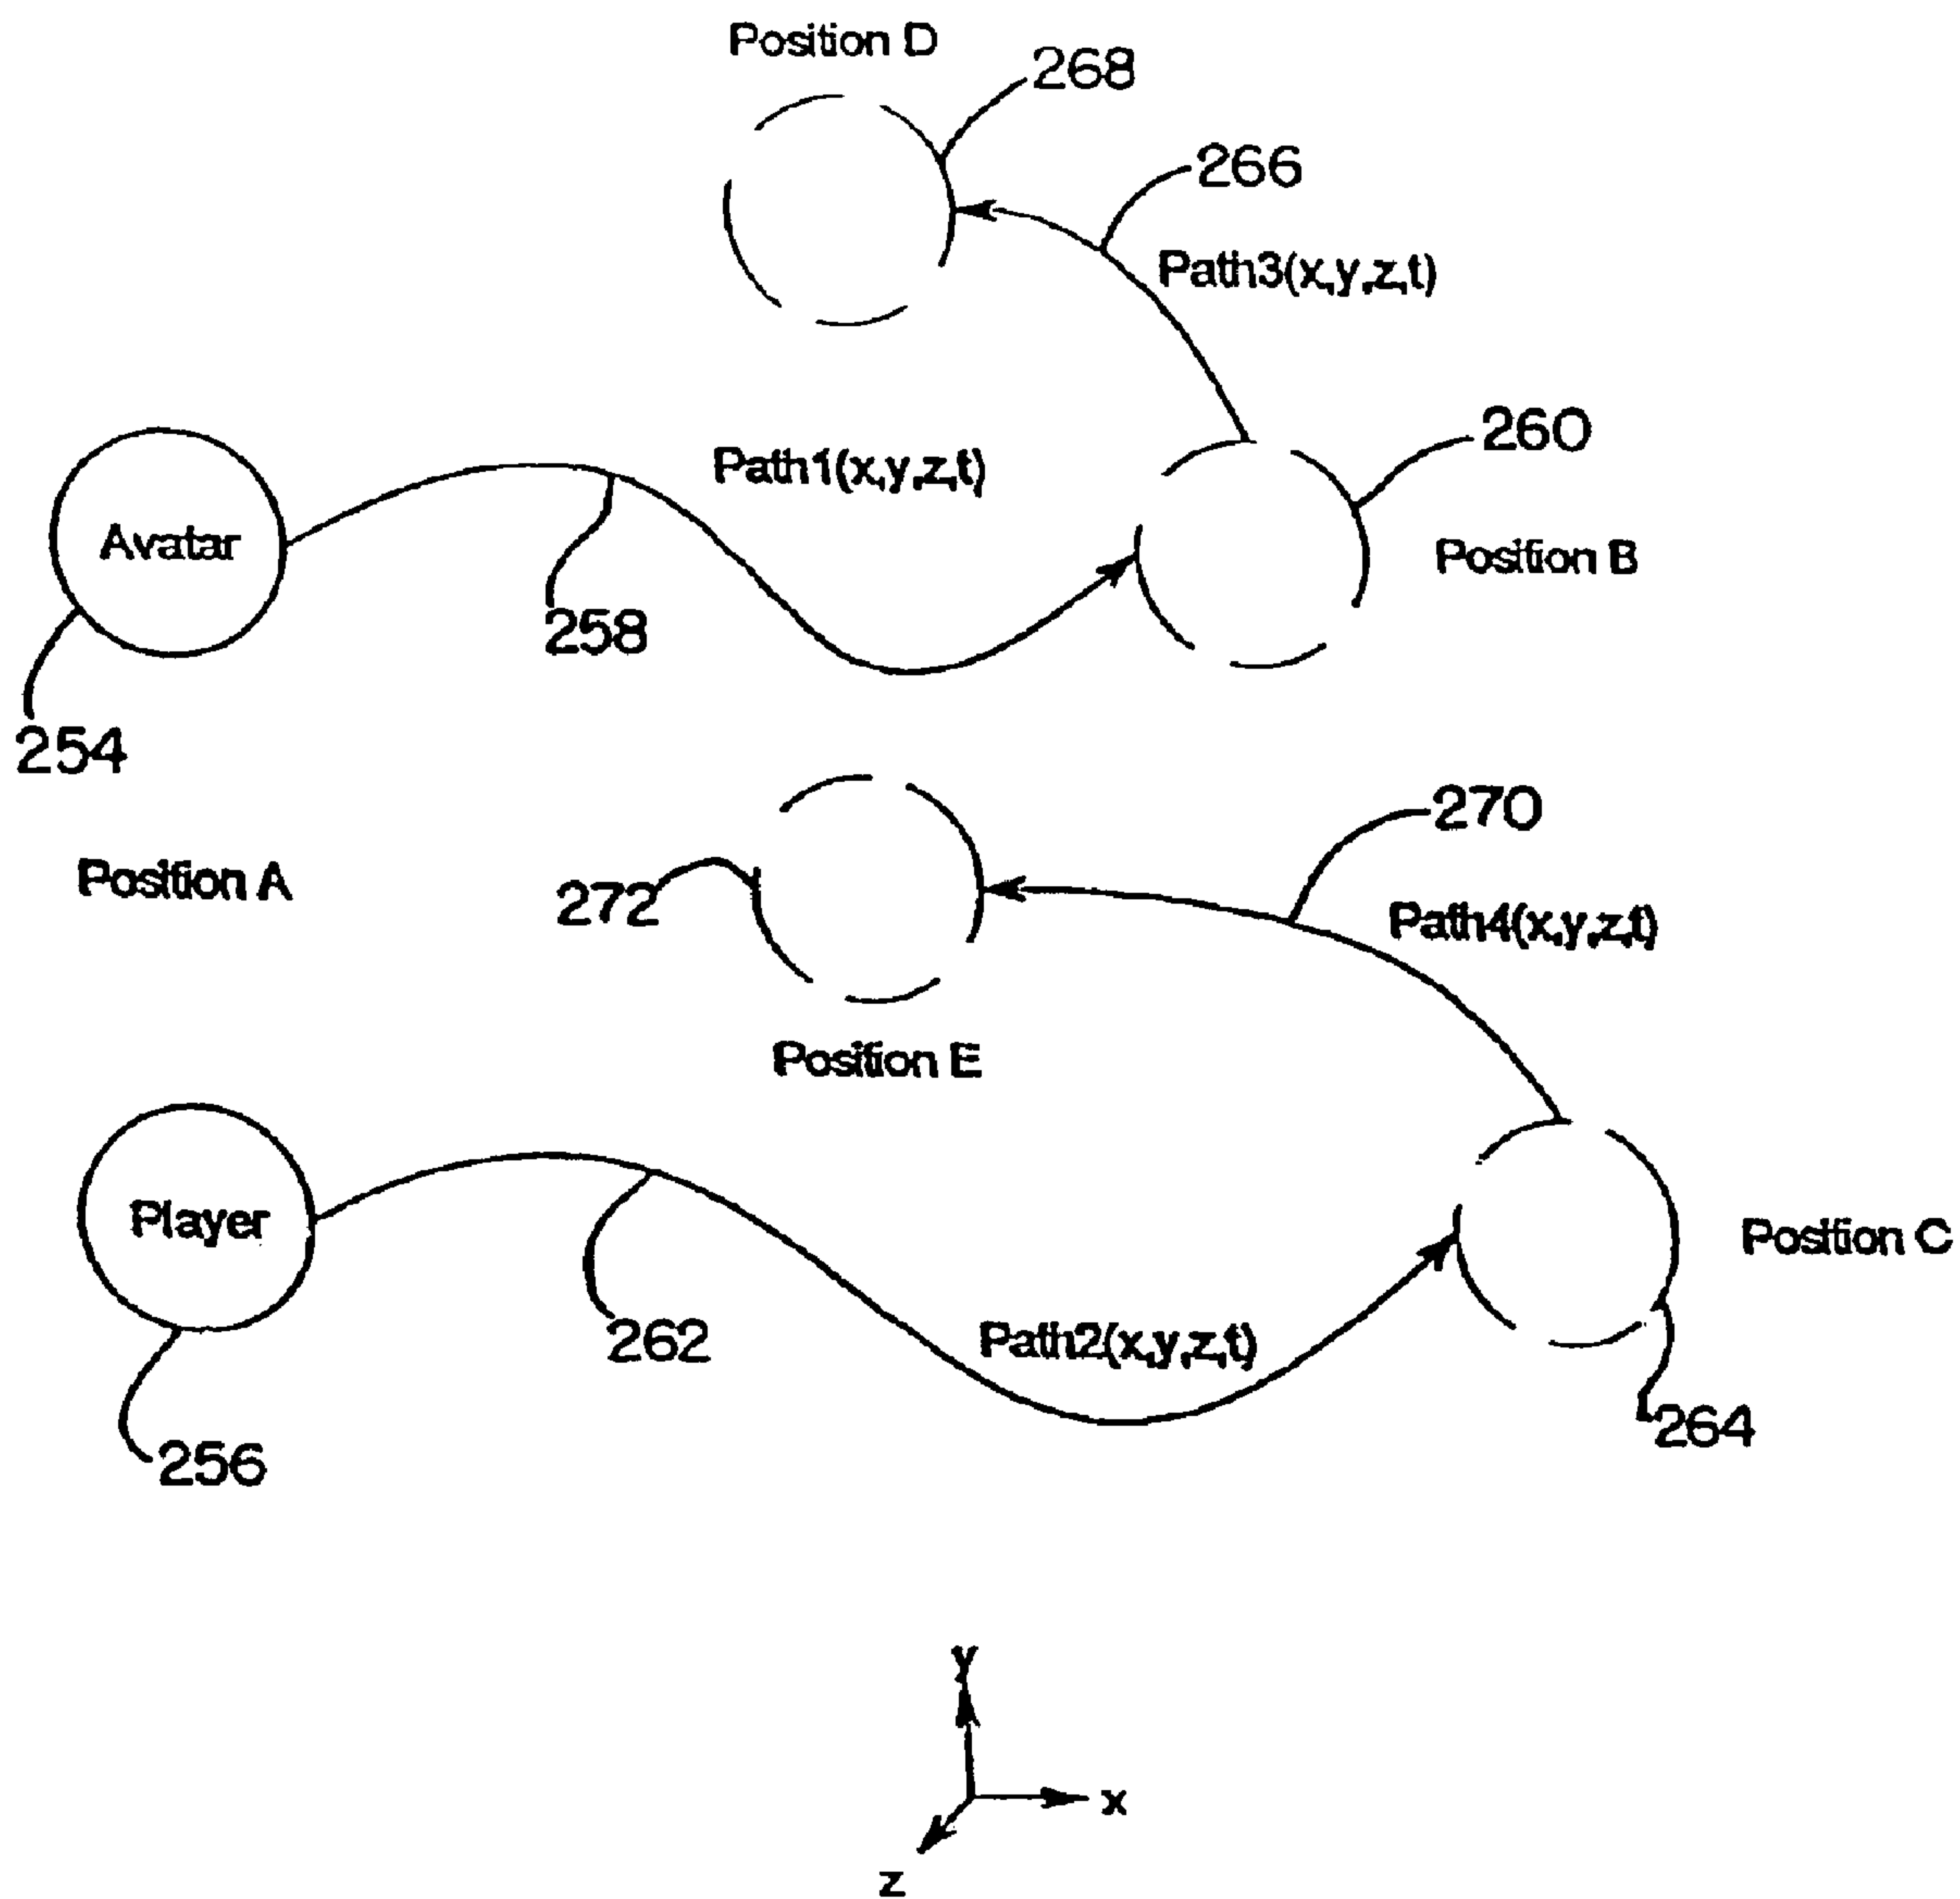 Position D
268
266
Path3(x,y,z,t)
260
Path1(x,y,z,t)
Avatar
Position B
258
254
270
Position A
272
Path4(x,y,z,t)
Position E
Player
Position C
262
Path2(x,y,z,t)
264
256
y
x
z